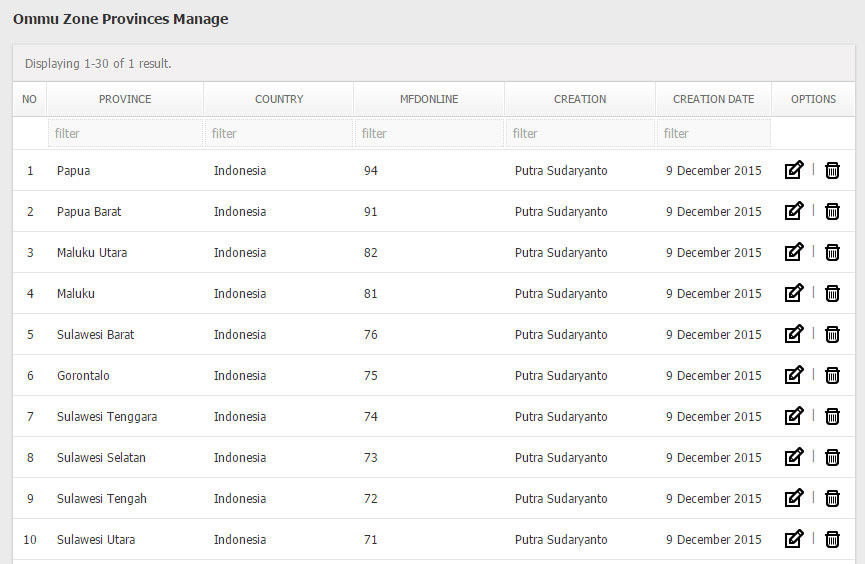 Ommu Zone Provinces Manage
Displaying 1-30 of 1 result.
NO PROVINCE COUNTRY MFDONLINE CREATION CREATION DATE OPTIONS
filter filter filter filter filter
1 Papua Indonesia 94 Putra Sudaryanto 9 December 2015 |
2 Papua Barat Indonesia 91 Putra Sudaryanto 9 December 2015 |
3 Maluku Utara Indonesia 82 Putra Sudaryanto 9 December 2015 |
4 Maluku Indonesia 81 Putra Sudaryanto 9 December 2015 |
5 Sulawesi Barat Indonesia 76 Putra Sudaryanto 9 December 2015 |
6 Gorontalo Indonesia 75 Putra Sudaryanto 9 December 2015 |
7 Sulawesi Tenggara Indonesia 74 Putra Sudaryanto 9 December 2015 |
8 Sulawesi Selatan Indonesia 73 Putra Sudaryanto 9 December 2015 |
9 Sulawesi Tengah Indonesia 72 Putra Sudaryanto 9 December 2015 |
10 Sulawesi Utara Indonesia 71 Putra Sudaryanto 9 December 2015 |